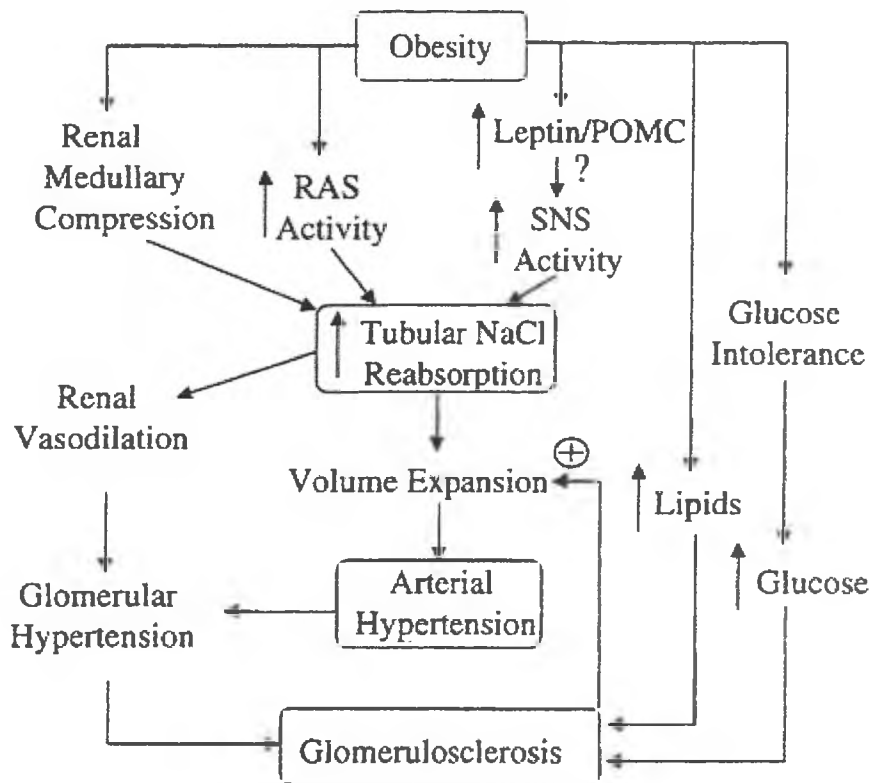 Obesity
Renal
Medullary
Compression
RAS
Activity
Leptin/POMC
?
SNS
Activity
Tubular NaCl
Reabsorption
Glucose
Intolerance
Renal
Vasodilation
Volume Expansion
Lipids
Glucose
Arterial
Hypertension
Glomerular
Hypertension
Glomerulosclerosis